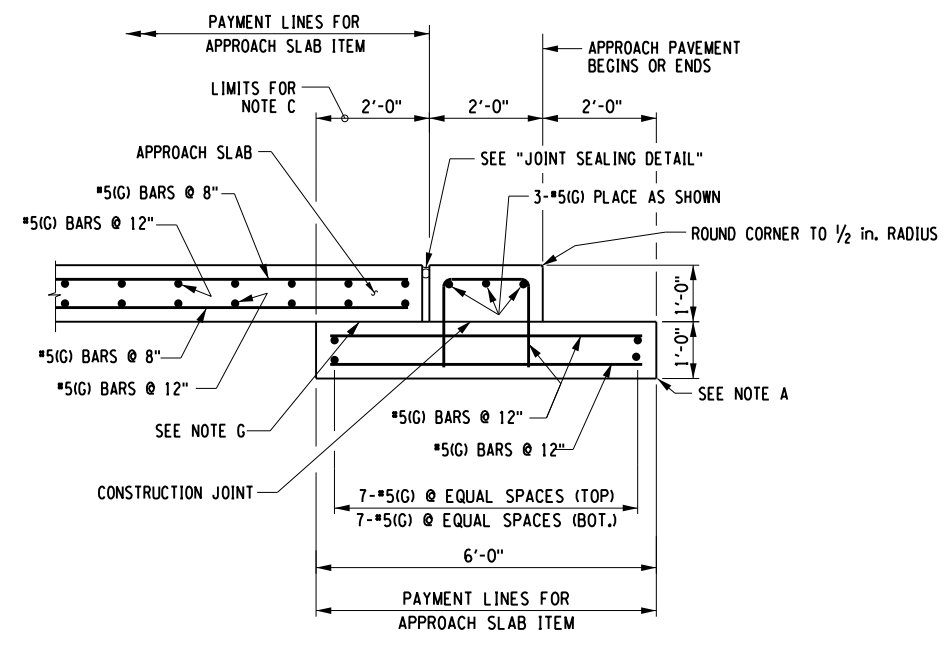 PAYMENT LINES FOR
APPROACH SLAB ITEM
APPROACH PAVEMENT
BEGINS OR ENDS
LIMITS FOR
NOTE C
2'-0"
2'-0"
2'-0"
APPROACH SLAB
SEE "JOINT SEALING DETAIL"
#5(G) BARS @ 8"
3-#5(G) PLACE AS SHOWN
#5(G) BARS @ 12"
ROUND CORNER TO 1/2 in. RADIUS
1'-0"
1'-0"
#5(G) BARS @ 8"
#5(G) BARS @ 12"
SEE NOTE A
#5(G) BARS @ 12"
SEE NOTE G
#5(G) BARS @ 12"
CONSTRUCTION JOINT
7-#5(G) @ EQUAL SPACES (TOP)
7-#5(G) @ EQUAL SPACES (BOT.)
6'-0"
PAYMENT LINES FOR
APPROACH SLAB ITEM